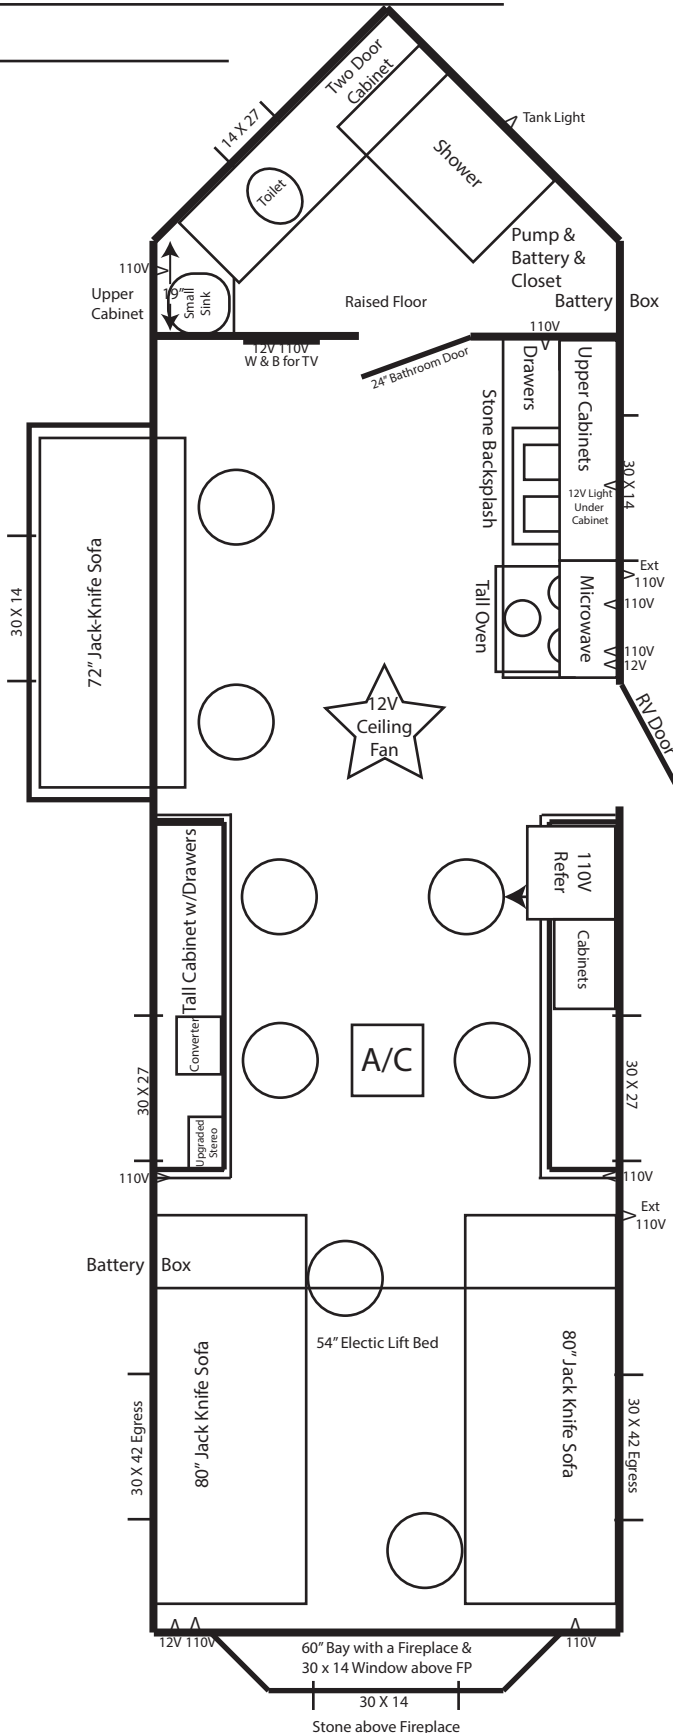 Two Door
Cabinet
14 X 27
Tank Light
Toilet
Shower
Pump &
Battery &
Closet
110V
19"
Upper
Cabinet
Small
Sink
Raised Floor
Battery Box
12V 110V
W & B for TV
24" Bathroom Door
110V
Drawers
Upper Cabinets
Stone Backsplash
12V Light
Under
Cabinet
30 X 14
Ext
110V
30 X 14
72" Jack-Knife Sofa
Tall Oven
Microwave
110V
110V
12V
RV Door
12V
Ceiling
Fan
Tall Cabinet w/Drawers
110V
Refer
Cabinets
Converter
A/C
30 X 27
30 X 27
Upgraded
Stereo
110V
110V
Ext
110V
Battery Box
54" Electic Lift Bed
80" Jack Knife Sofa
80" Jack Knife Sofa
30 X 42 Egress
30 X 42 Egress
12V 110V
110V
60" Bay with a Fireplace &
30 x 14 Window above FP
30 X 14
Stone above Fireplace